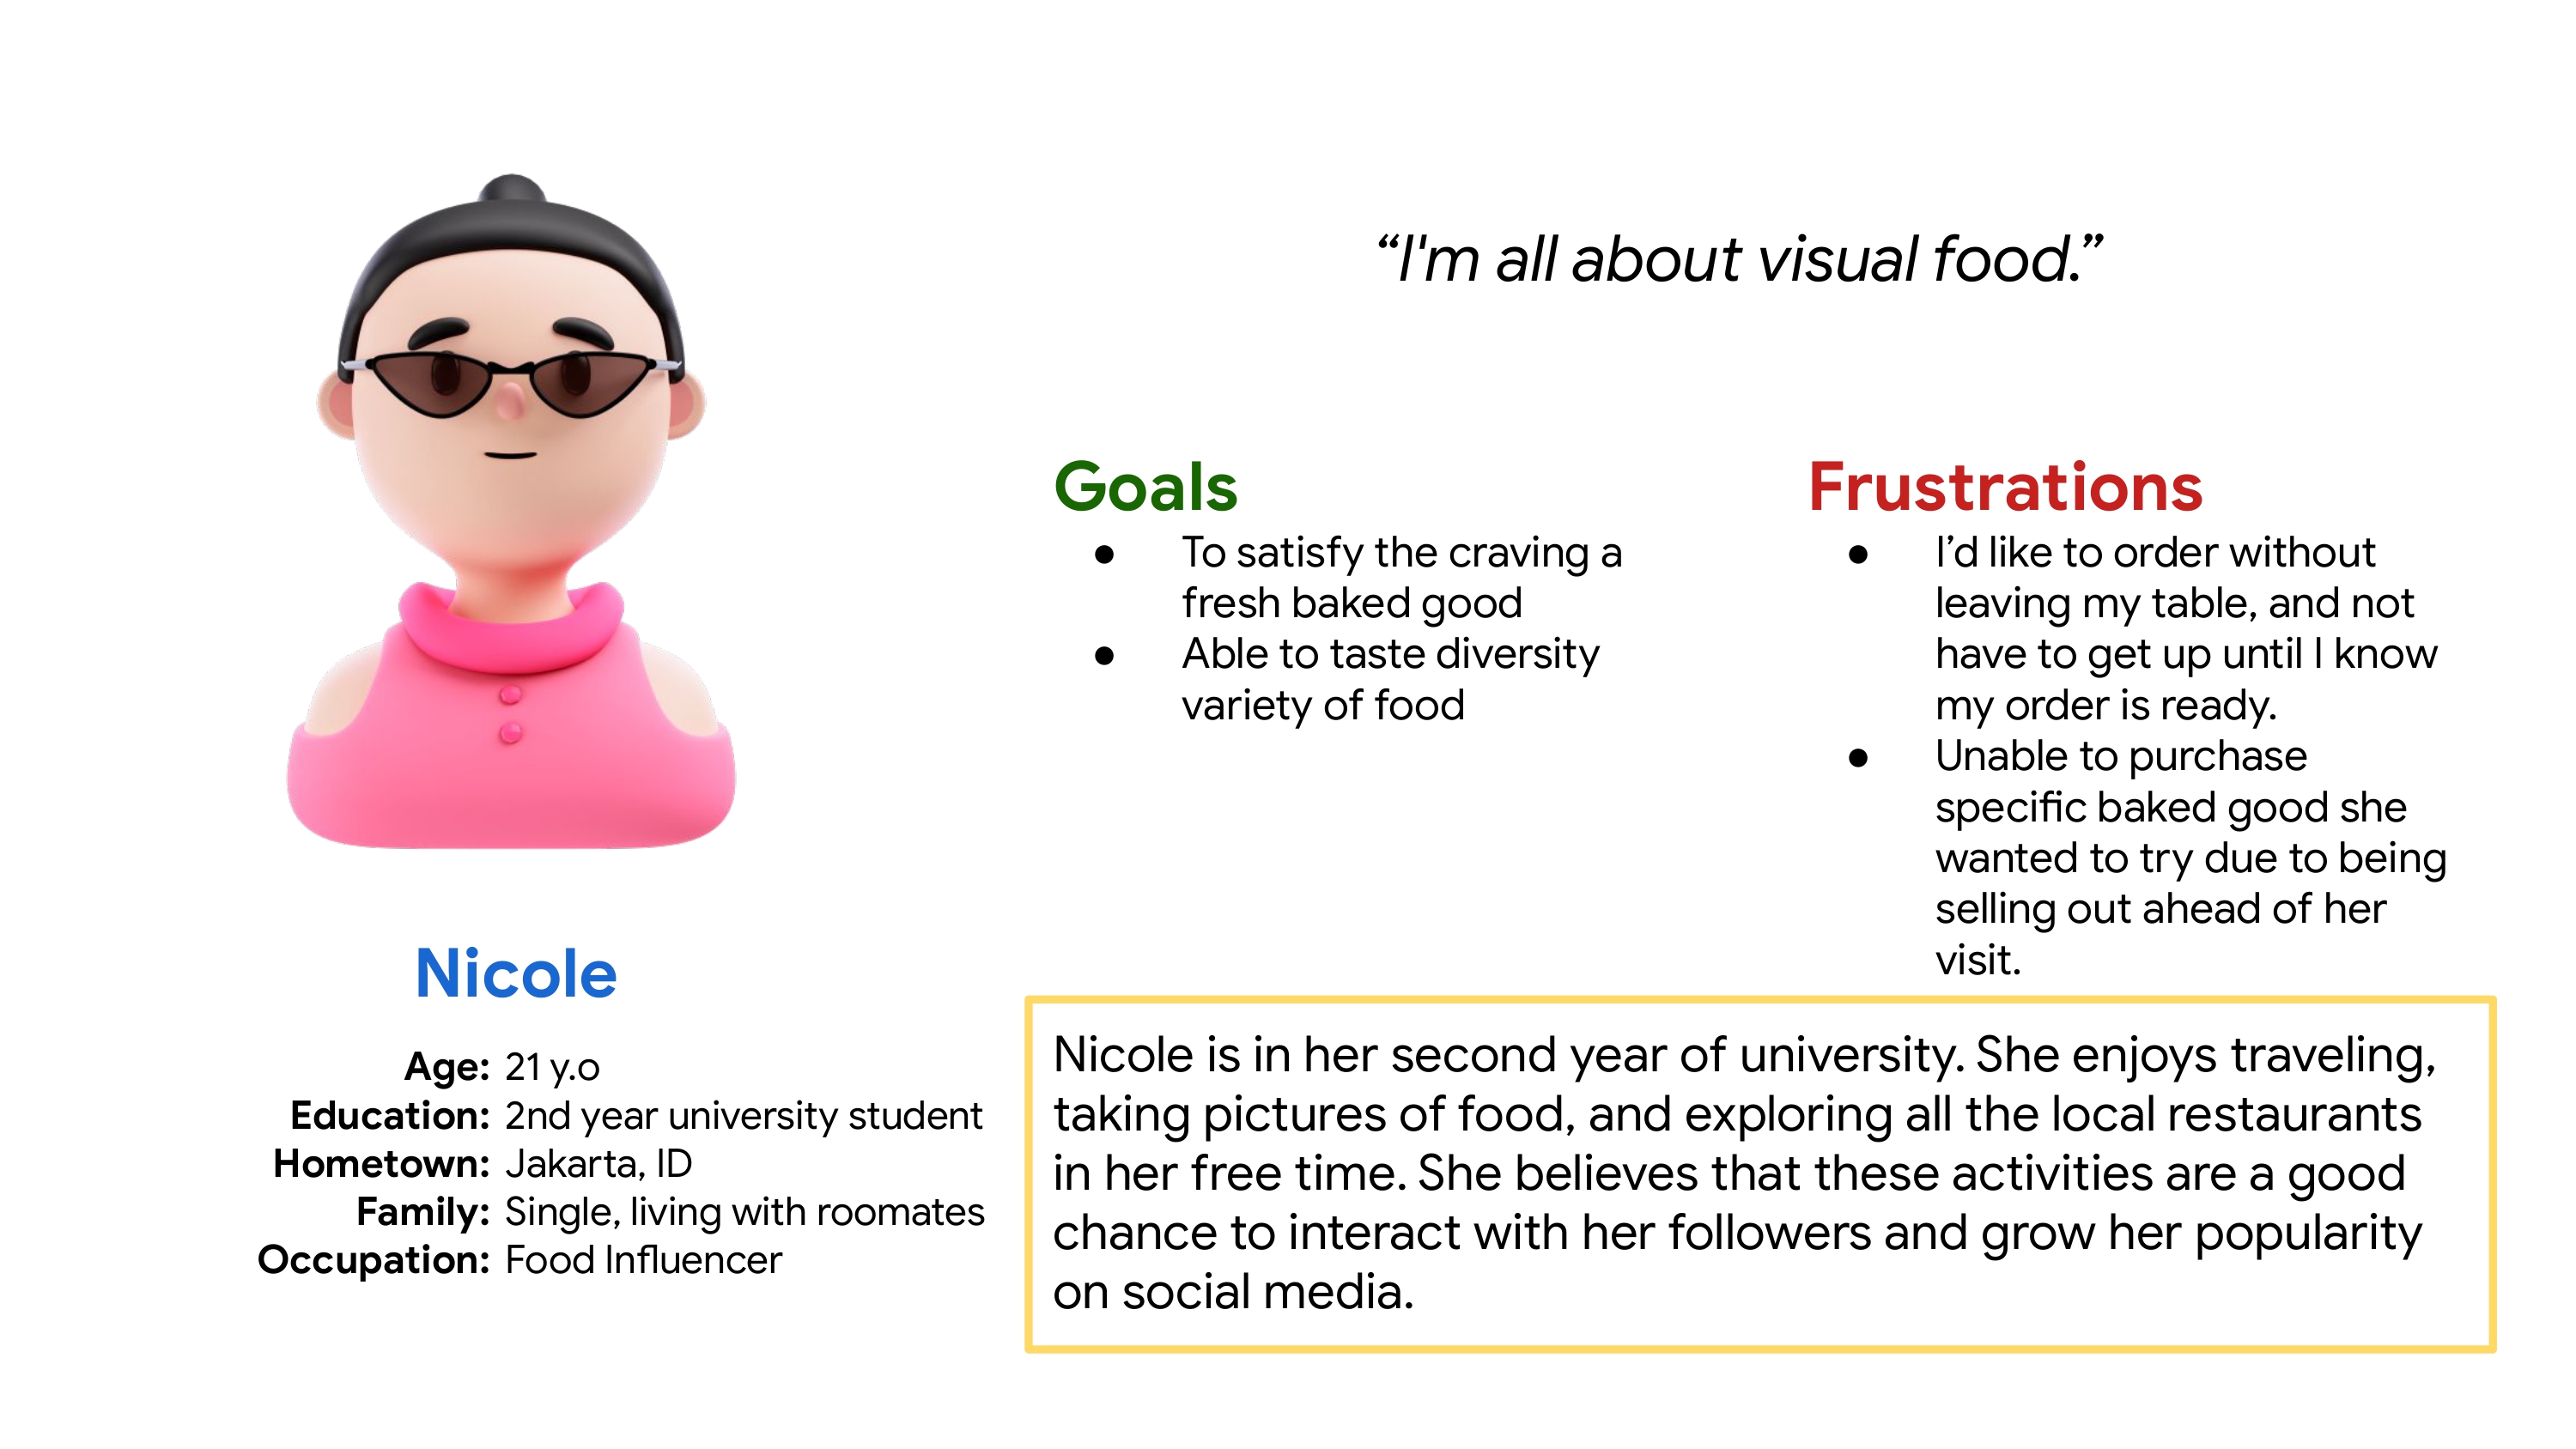 “I'm all about visual food.”
Goals
● To satisfy the craving a
fresh baked good
● Able to taste diversity
variety of food
Frustrations
● I’d like to order without
leaving my table, and not
have to get up until I know
my order is ready.
● Unable to purchase
specific baked good she
wanted to try due to being
selling out ahead of her
visit.
Nicole
Age: 21 y.o
Education: 2nd year university student
Hometown: Jakarta, ID
Family: Single, living with roomates
Occupation: Food Influencer
Nicole is in her second year of university. She enjoys traveling,
taking pictures of food, and exploring all the local restaurants
in her free time. She believes that these activities are a good
chance to interact with her followers and grow her popularity
on social media.